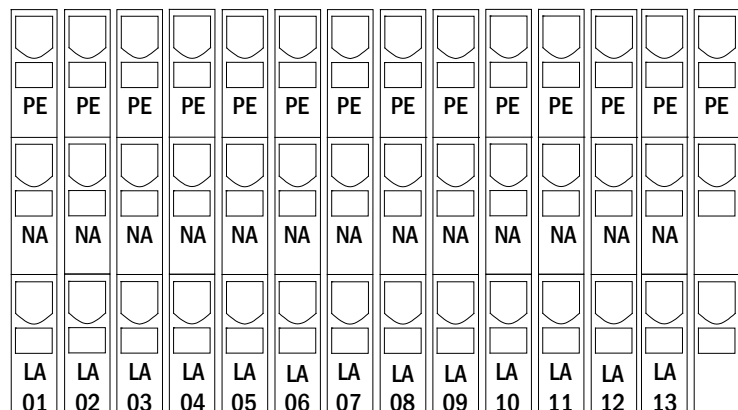 PE PE PE PE PE PE PE PE PE PE PE PE PE PE
NA NA NA NA NA NA NA NA NA NA NA NA NA
LA LA LA LA LA LA LA LA LA LA LA LA LA
01 02 03 04 05 06 07 08 09 10 11 12 13